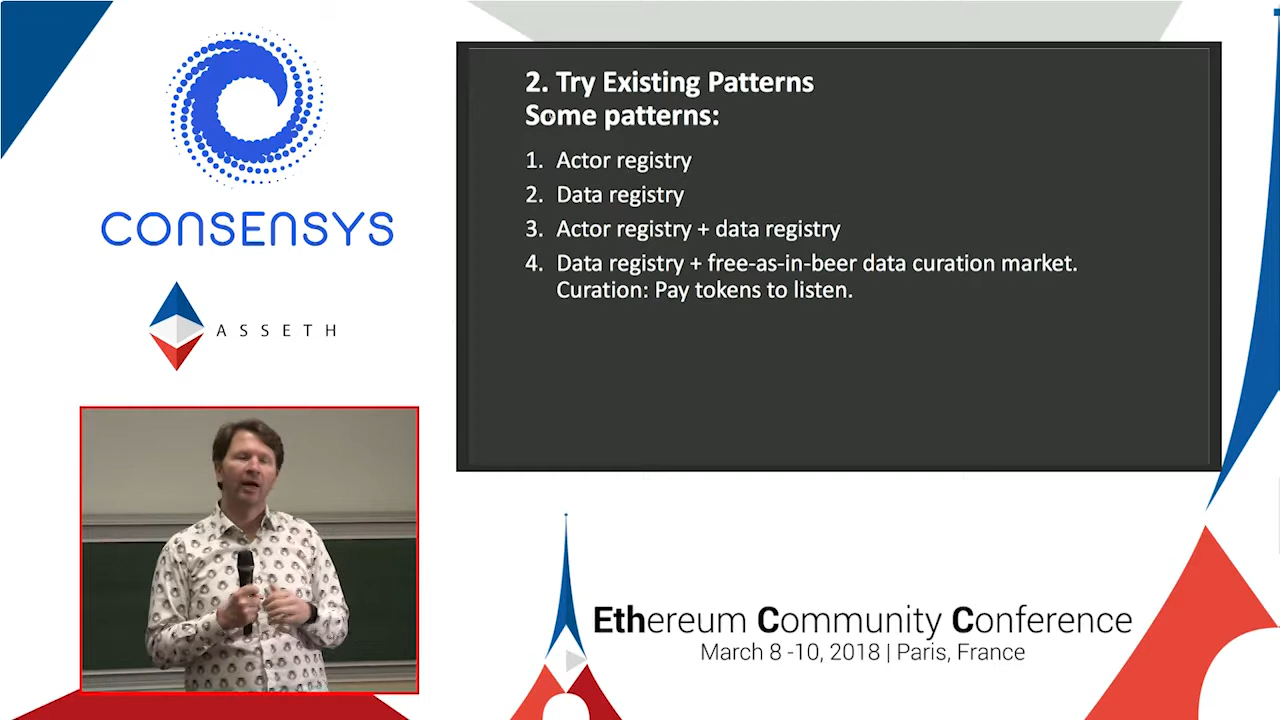 CONSENSYS
ASSETH
2. Try Existing Patterns
Some patterns:
1. Actor registry
2. Data registry
3. Actor registry + data registry
4. Data registry + free-as-in-beer data curation market.
Curation: Pay tokens to listen.
Ethereum Community Conference
March 8 -10, 2018 | Paris, France